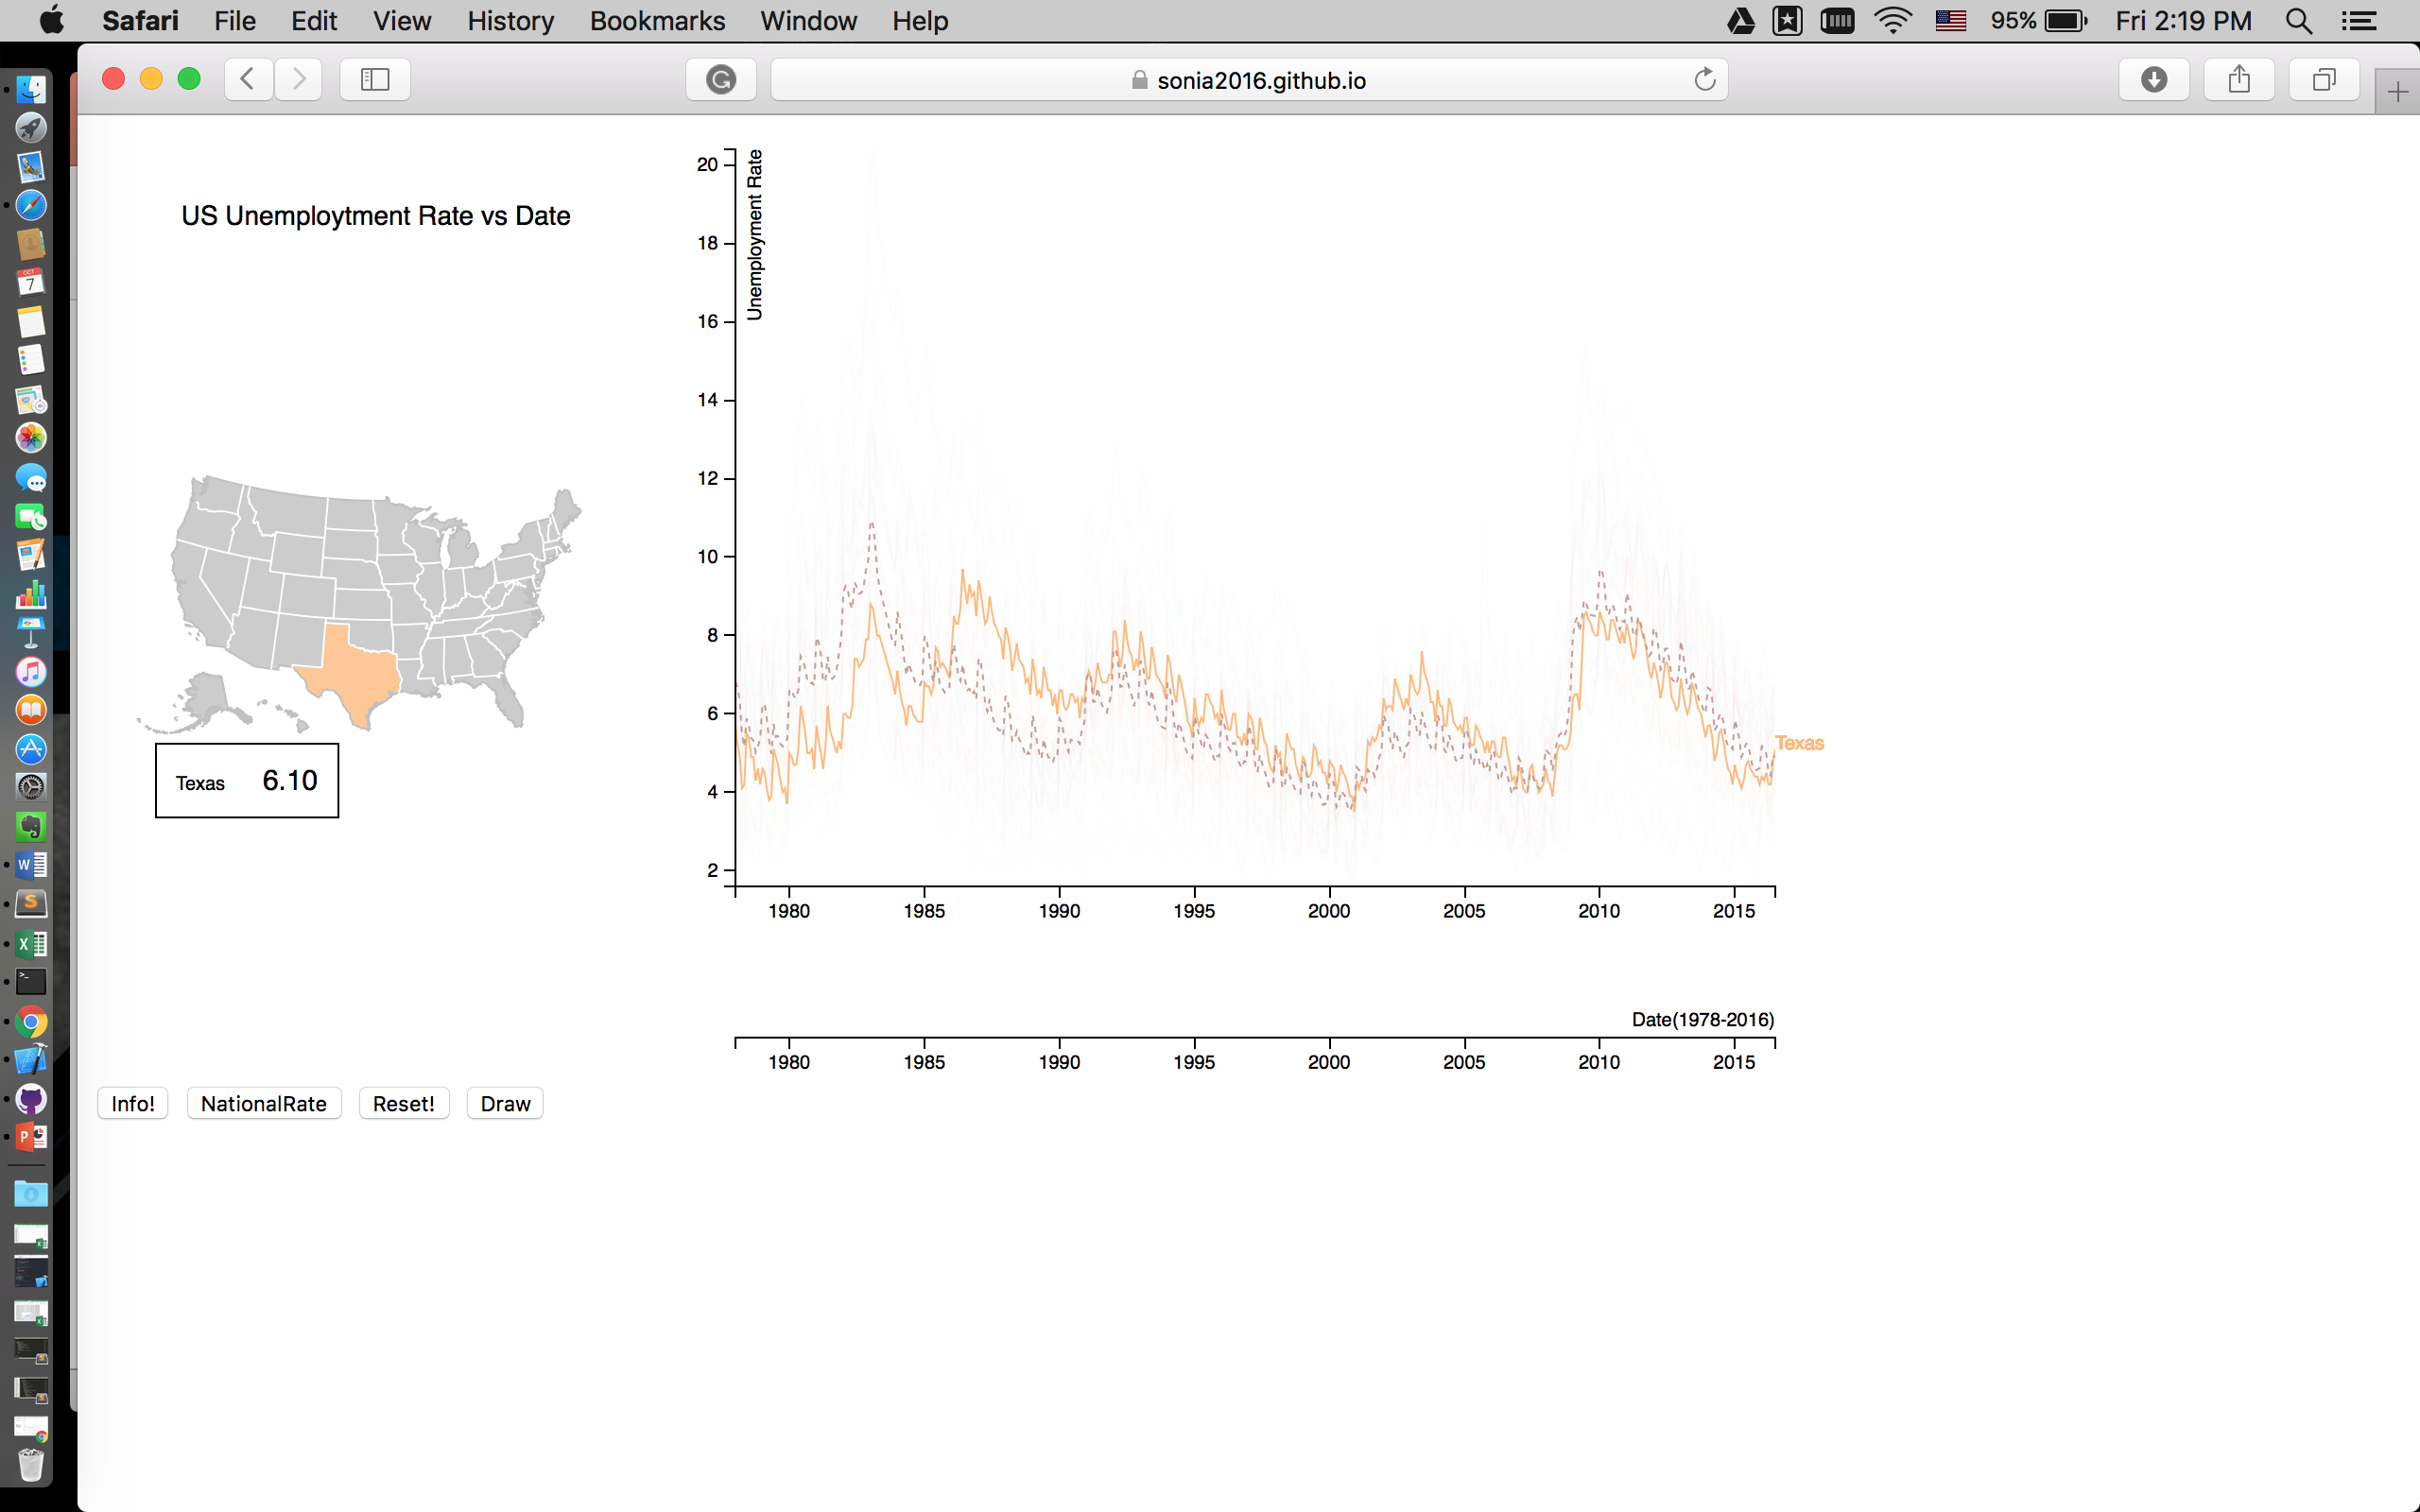 Safari File Edit View History Bookmarks Window Help 95% Fri 2:19 PM
sonia2016.github.io
US Unemploytment Rate vs Date
Unemployment Rate
20
18
16
14
12
10
8
6
4
2
1980 1985 1990 1995 2000 2005 2010 2015
Texas
Texas 6.10
Date(1978-2016)
1980 1985 1990 1995 2000 2005 2010 2015
Info! NationalRate Reset! Draw
OCT
7